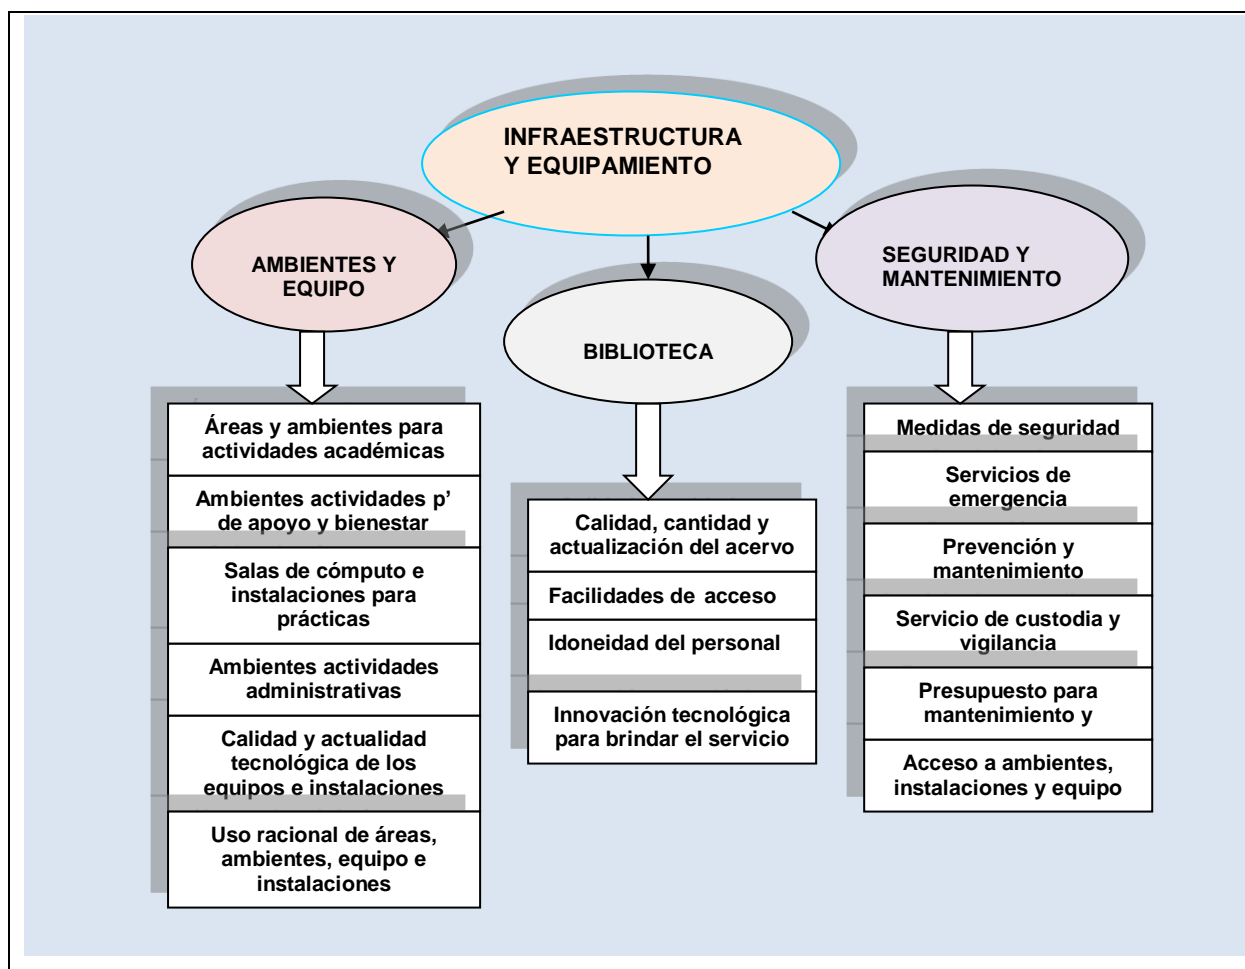 INFRAESTRUCTURA
Y EQUIPAMIENTO
AMBIENTES Y
EQUIPO
Áreas y ambientes para
actividades académicas
Ambientes actividades p’
de apoyo y bienestar
Salas de cómputo e
instalaciones para
prácticas
Ambientes actividades
administrativas
Calidad y actualidad
tecnológica de los
equipos e instalaciones
Uso racional de áreas,
ambientes, equipo e
instalaciones
BIBLIOTECA
Calidad, cantidad y
actualización del acervo
Facilidades de acceso
Idoneidad del personal
Innovación tecnológica
para brindar el servicio
SEGURIDAD Y
MANTENIMIENTO
Medidas de seguridad
Servicios de
emergencia
Prevención y
mantenimiento
Servicio de custodia y
vigilancia
Presupuesto para
mantenimiento y
Acceso a ambientes,
instalaciones y equipo